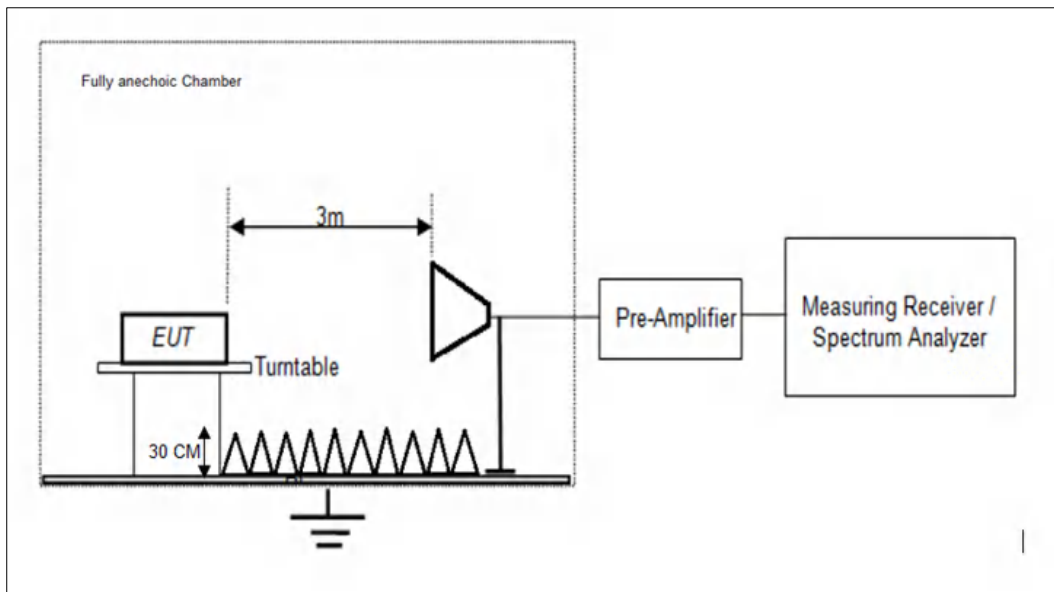 Fully anechoic Chamber
3m
EUT
Turntable
30 CM
Pre-Amplifier
Measuring Receiver /
Spectrum Analyzer